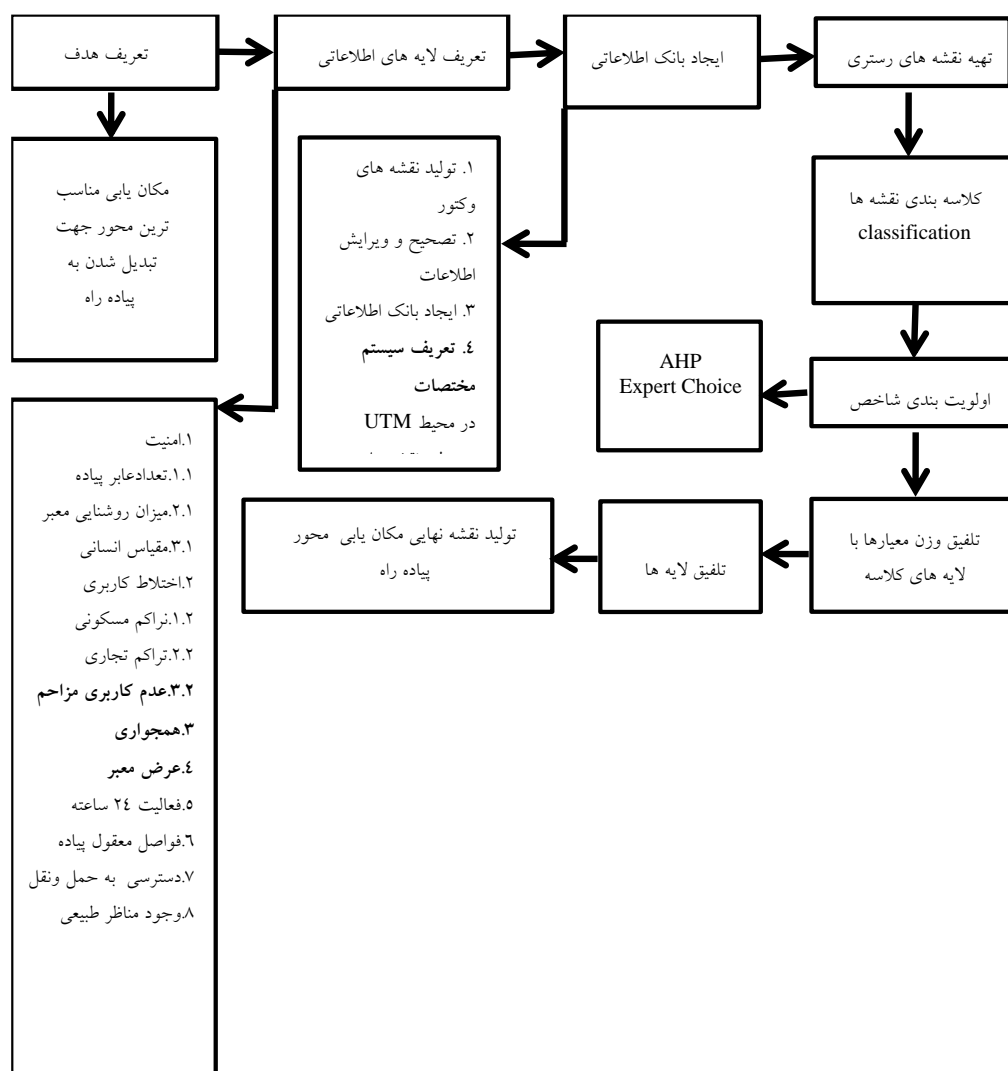 تعریف هدف
تعریف لایه های اطلاعاتی
ایجاد بانک اطلاعاتی
تهیه نقشه های رستری
مکان یابی مناسب
ترین محور جهت
تبدیل شدن به
پیاده راه
۱. تولید نقشه های
وکتور
۲. تصحیح و ویرایش
اطلاعات
۳. ایجاد بانک اطلاعاتی
٤. تعریف سیستم
مختصات
در محیط UTM
کلاسه بندی نقشه ها
classification
AHP
Expert Choice
اولویت بندی شاخص
۱.امنیت
۱.۱.تعدادعابر پیاده
۲.۱.میزان روشنایی معبر
۳.۱.مقیاس انسانی
۲.اختلاط کاربری
۱.۲.نراکم مسکونی
۲.۲.تراکم تجاری
۳.۲.عدم کاربری مزاحم
۳.همجواری
٤.عرض معبر
٥.فعالیت ۲٤ ساعته
٦.فواصل معقول پیاده
۷.دسترسی به حمل ونقل
۸.وجود مناظر طبیعی
تلفیق وزن معیارها با
لایه های کلاسه
تلفیق لایه ها
تولید نقشه نهایی مکان یابی محور
پیاده راه